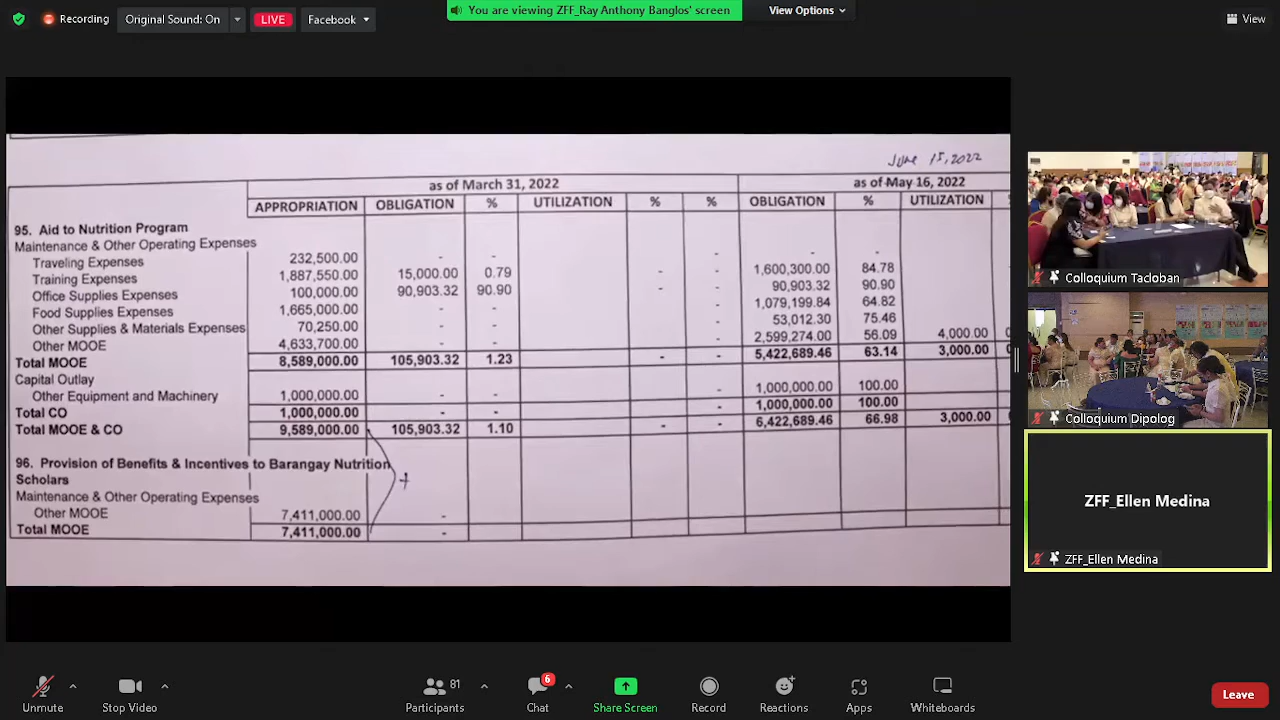 Recording
Original Sound: On
LIVE
Facebook
You are viewing ZFF_Ray Anthony Banglos' screen
View Options
View
June 15, 2022
as of March 31, 2022 as of May 16, 2022
APPROPRIATION OBLIGATION % UTILIZATION % % OBLIGATION % UTILIZATION %
95. Aid to Nutrition Program
Maintenance & Other Operating Expenses
Traveling Expenses 232,500.00 - - - - -
Training Expenses 1,887,550.00 15,000.00 0.79 - - 1,600,300.00 84.78
Office Supplies Expenses 100,000.00 90,903.32 90.90 - - 90,903.32 90.90
Food Supplies Expenses 1,665,000.00 - - - 1,079,199.84 64.82
Other Supplies & Materials Expenses 70,250.00 - - - 53,012.30 75.46
Other MOOE 4,633,700.00 - - - 2,599,274.00 56.09 4,000.00
Total MOOE 8,589,000.00 105,903.32 1.23 - - 5,422,689.46 63.14 3,000.00
Capital Outlay
Other Equipment and Machinery 1,000,000.00 - - - 1,000,000.00 100.00
Total CO 1,000,000.00 - - - 1,000,000.00 100.00
Total MOOE & CO 9,589,000.00 105,903.32 1.10 - - 6,422,689.46 66.98 3,000.00
96. Provision of Benefits & Incentives to Barangay Nutrition
Scholars
+
Maintenance & Other Operating Expenses
Other MOOE 7,411,000.00 -
Total MOOE 7,411,000.00 -
Colloquium Tacloban
Colloquium Dipolog
ZFF_Ellen Medina
ZFF_Ellen Medina
Unmute
Stop Video
Participants 81
Chat 6
Share Screen
Record
Reactions
Apps
Whiteboards
Leave